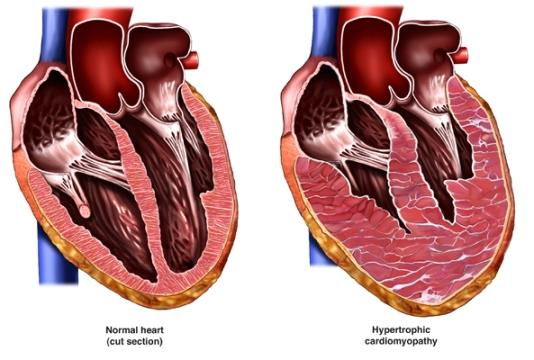 Normal heart
(cut section)
Hypertrophic
cardiomyopathy